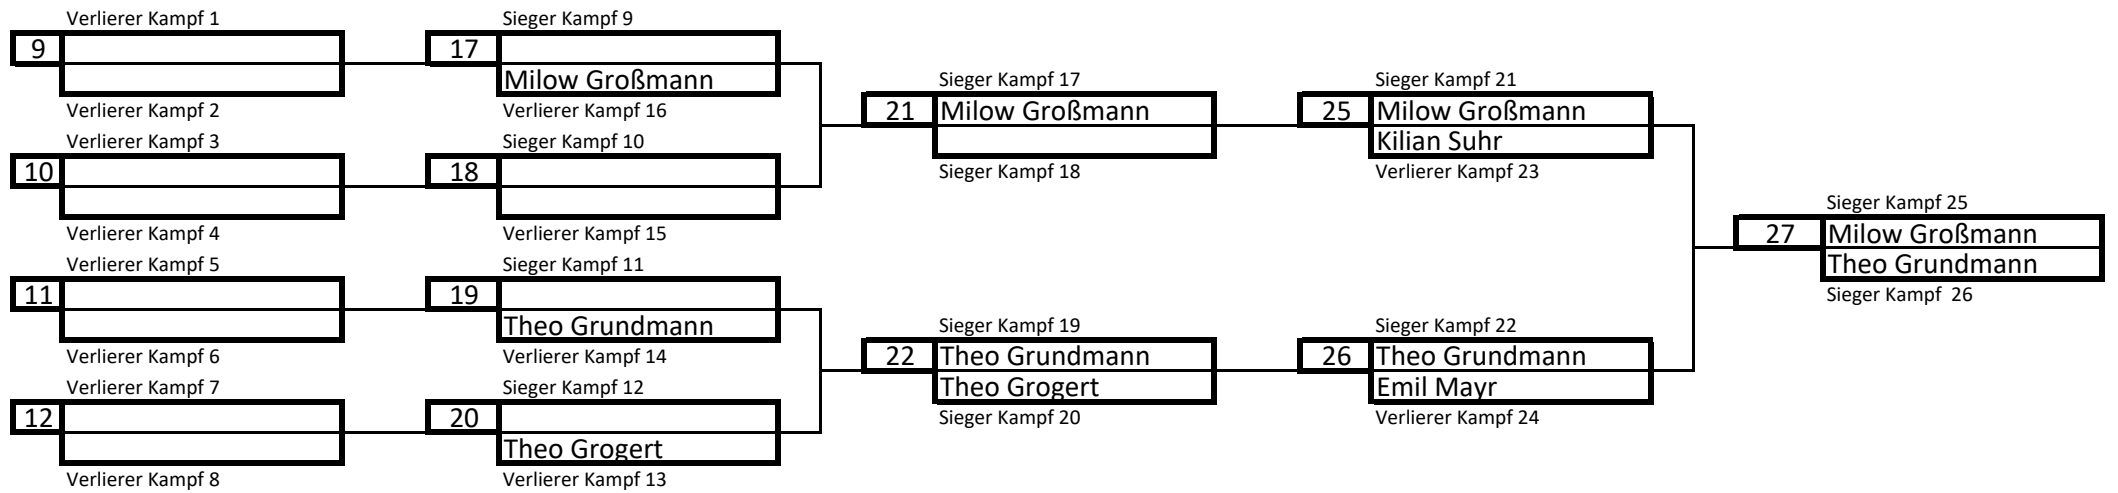 Verlierer Kampf 1
9
Verlierer Kampf 2
Verlierer Kampf 3
10
Verlierer Kampf 4
Verlierer Kampf 5
11
Verlierer Kampf 6
Verlierer Kampf 7
12
Verlierer Kampf 8
Sieger Kampf 9
17
Milow Großmann
Verlierer Kampf 16
Sieger Kampf 10
18
Verlierer Kampf 15
Sieger Kampf 11
19
Theo Grundmann
Verlierer Kampf 14
Sieger Kampf 12
20
Theo Grogert
Verlierer Kampf 13
Sieger Kampf 17
21 Milow Großmann
Sieger Kampf 18
Sieger Kampf 19
22 Theo Grundmann
Theo Grogert
Sieger Kampf 20
Sieger Kampf 21
25 Milow Großmann
Kilian Suhr
Verlierer Kampf 23
Sieger Kampf 22
26 Theo Grundmann
Emil Mayr
Verlierer Kampf 24
Sieger Kampf 25
27 Milow Großmann
Theo Grundmann
Sieger Kampf 26